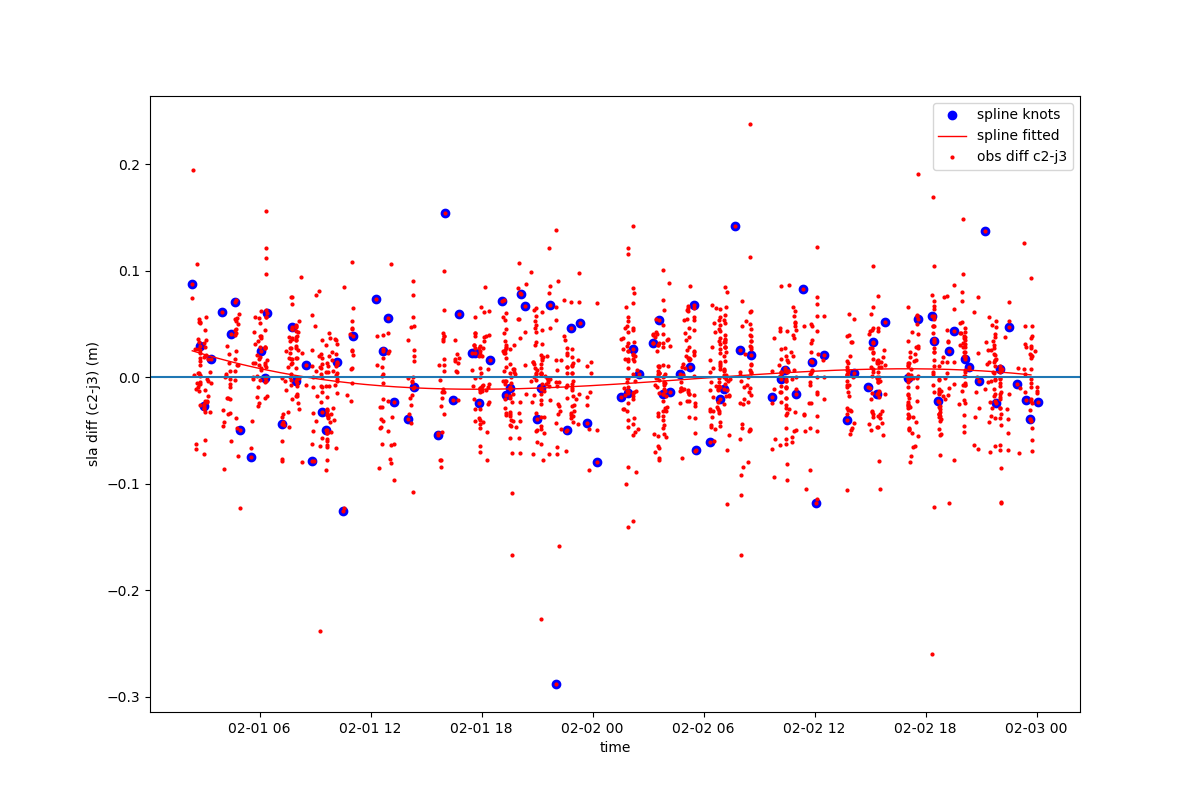 spline knots
spline fitted
obs diff c2-j3
0.2
0.1
0.0
−0.1
−0.2
−0.3
sla diff (c2-j3) (m)
02-01 06 02-01 12 02-01 18 02-02 00 02-02 06 02-02 12 02-02 18 02-03 00
time